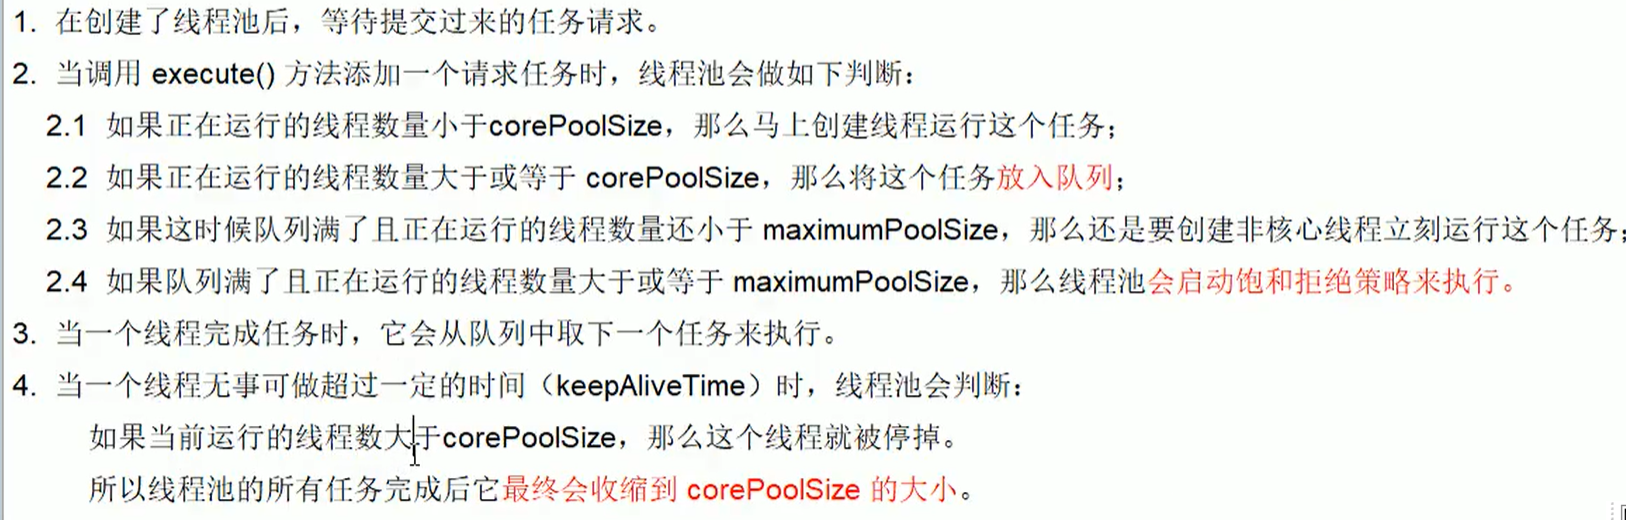 1. 在创建了线程池后，等待提交过来的任务请求。
2. 当调用 execute() 方法添加一个请求任务时，线程池会做如下判断：
2.1 如果正在运行的线程数量小于corePoolSize，那么马上创建线程运行这个任务；
2.2 如果正在运行的线程数量大于或等于 corePoolSize，那么将这个任务放入队列；
2.3 如果这时候队列满了且正在运行的线程数量还小于 maximumPoolSize，那么还是要创建非核心线程立刻运行这个任务；
2.4 如果队列满了且正在运行的线程数量大于或等于 maximumPoolSize，那么线程池会启动饱和拒绝策略来执行。
3. 当一个线程完成任务时，它会从队列中取下一个任务来执行。
4. 当一个线程无事可做超过一定的时间（keepAliveTime）时，线程池会判断：
如果当前运行的线程数大于corePoolSize，那么这个线程就被停掉。
所以线程池的所有任务完成后它最终会收缩到 corePoolSize 的大小。